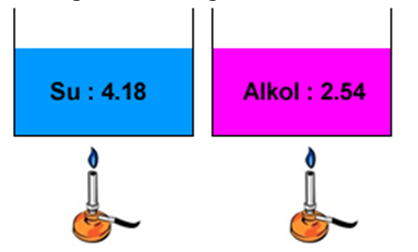 Su : 4.18
Alkol : 2.54